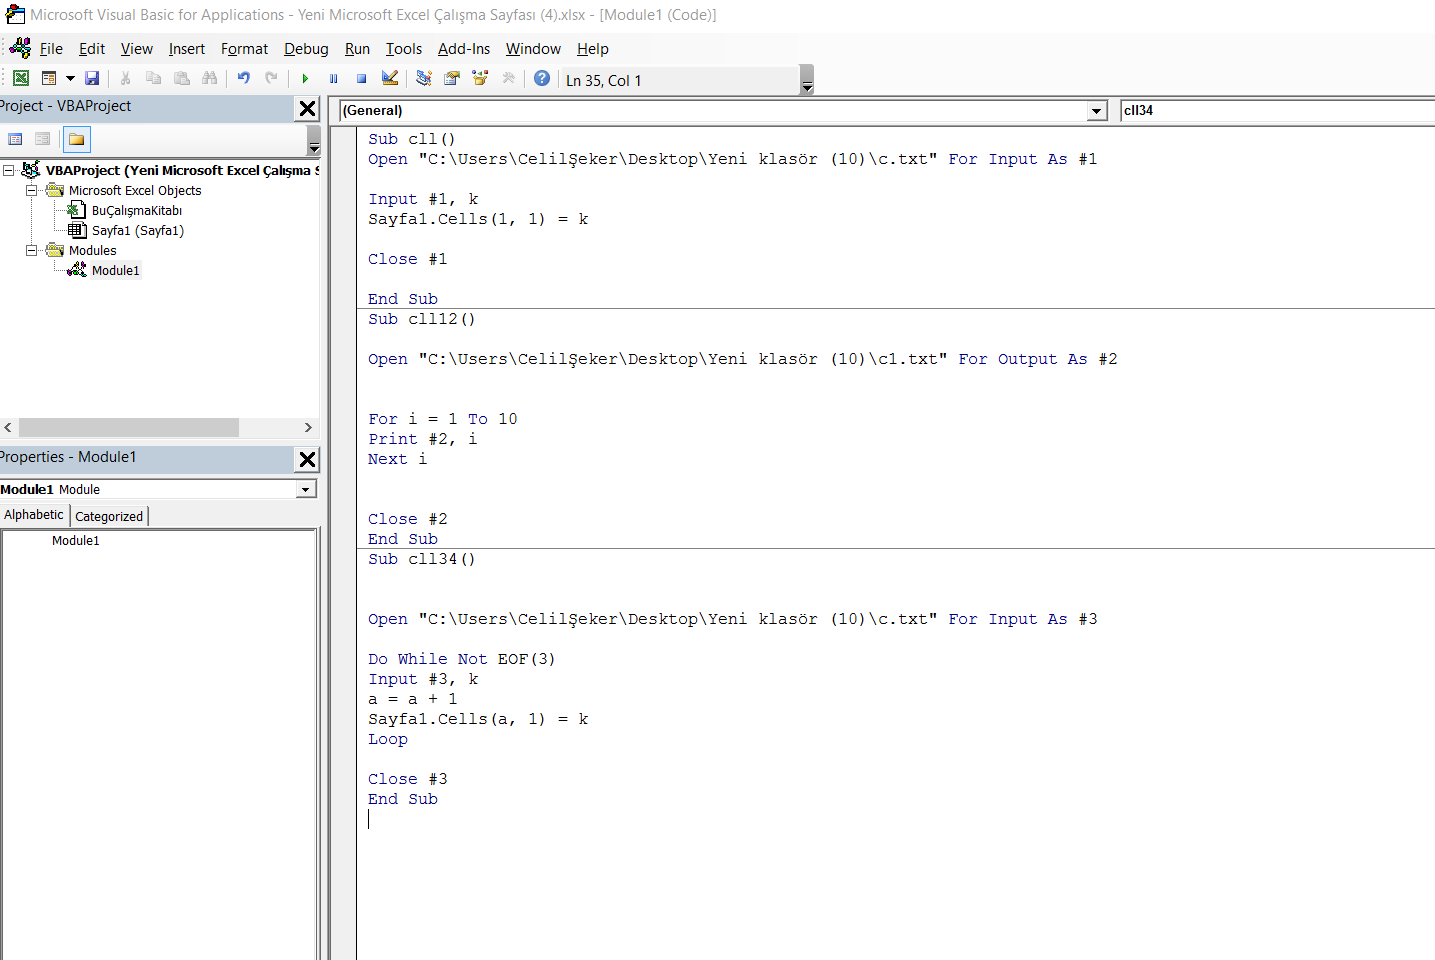 Microsoft Visual Basic for Applications - Yeni Microsoft Excel Çalışma Sayfası (4).xlsx - [Module1 (Code)]
File Edit View Insert Format Debug Run Tools Add-Ins Window Help
Ln 35, Col 1
Project - VBAProject
VBAProject (Yeni Microsoft Excel Çalışma S
Microsoft Excel Objects
BuÇalışmaKitabı
Sayfa1 (Sayfa1)
Modules
Module1
Properties - Module1
Module1 Module
Alphabetic Categorized
Module1
(General) cll34
Sub cll()
Open "C:\Users\CelilŞeker\Desktop\Yeni klasör (10)\c.txt" For Input As #1
Input #1, k
Sayfa1.Cells(1, 1) = k
Close #1
End Sub
Sub cll12()
Open "C:\Users\CelilŞeker\Desktop\Yeni klasör (10)\c1.txt" For Output As #2
For i = 1 To 10
Print #2, i
Next i
Close #2
End Sub
Sub cll34()
Open "C:\Users\CelilŞeker\Desktop\Yeni klasör (10)\c.txt" For Input As #3
Do While Not EOF(3)
Input #3, k
a = a + 1
Sayfa1.Cells(a, 1) = k
Loop
Close #3
End Sub